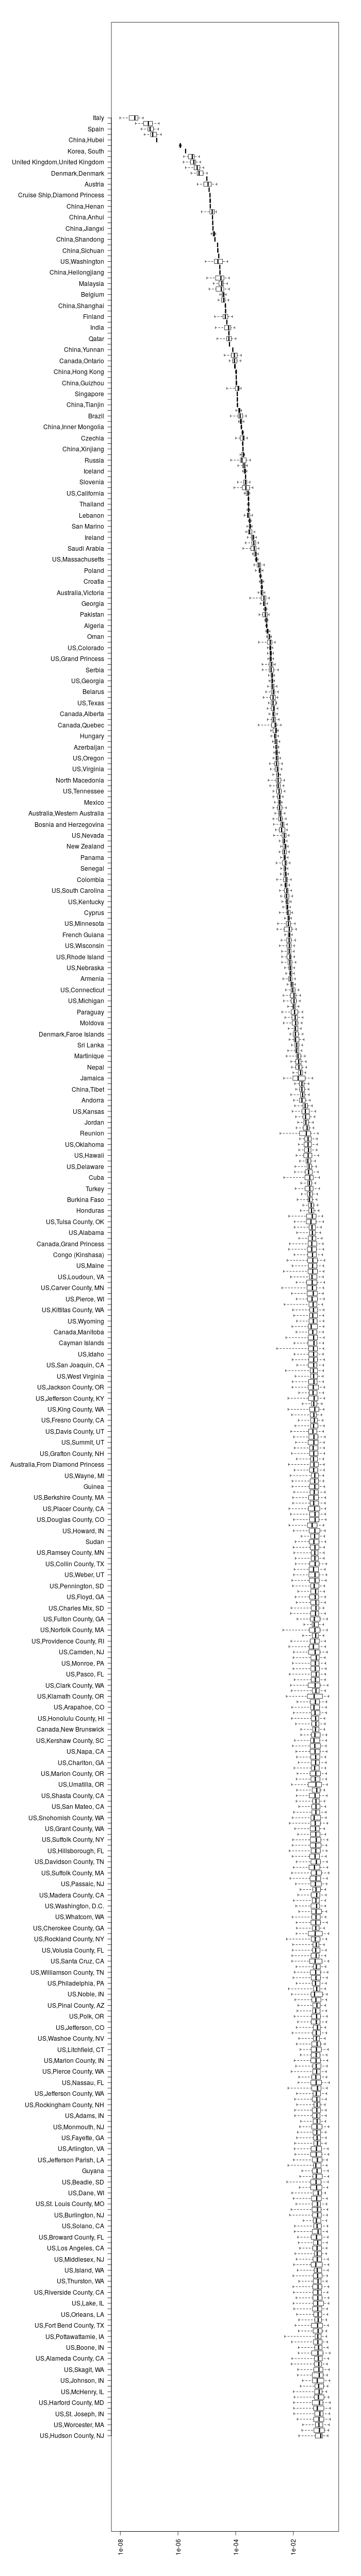 Italy
Spain
China,Hubei
Korea, South
United Kingdom,United Kingdom
Denmark,Denmark
Austria
Cruise Ship,Diamond Princess
China,Henan
China,Anhui
China,Jiangxi
China,Shandong
China,Sichuan
US,Washington
China,Heilongjiang
Malaysia
Belgium
China,Shanghai
Finland
India
Qatar
China,Yunnan
Canada,Ontario
China,Hong Kong
China,Guizhou
Singapore
China,Tianjin
Brazil
China,Inner Mongolia
Czechia
China,Xinjiang
Russia
Iceland
Slovenia
US,California
Thailand
Lebanon
San Marino
Ireland
Saudi Arabia
US,Massachusetts
Poland
Croatia
Australia,Victoria
Georgia
Pakistan
Algeria
Oman
US,Colorado
US,Grand Princess
Serbia
US,Georgia
Belarus
US,Texas
Canada,Alberta
Canada,Quebec
Hungary
Azerbaijan
US,Oregon
US,Virginia
North Macedonia
US,Tennessee
Mexico
Australia,Western Australia
Bosnia and Herzegovina
US,Nevada
New Zealand
Panama
Senegal
Colombia
US,South Carolina
US,Kentucky
Cyprus
US,Minnesota
French Guiana
US,Wisconsin
US,Rhode Island
US,Nebraska
Armenia
US,Connecticut
US,Michigan
Paraguay
Moldova
Denmark,Faroe Islands
Sri Lanka
Martinique
Nepal
Jamaica
China,Tibet
Andorra
US,Kansas
Jordan
Reunion
US,Oklahoma
US,Hawaii
US,Delaware
Cuba
Turkey
Burkina Faso
Honduras
US,Tulsa County, OK
US,Alabama
Canada,Grand Princess
Congo (Kinshasa)
US,Maine
US,Loudoun, VA
US,Carver County, MN
US,Pierce, WI
US,Kittitas County, WA
US,Wyoming
Canada,Manitoba
Cayman Islands
US,Idaho
US,San Joaquin, CA
US,West Virginia
US,Jackson County, OR
US,Jefferson County, KY
US,King County, WA
US,Fresno County, CA
US,Davis County, UT
US,Summit, UT
US,Grafton County, NH
Australia,From Diamond Princess
US,Wayne, MI
Guinea
US,Berkshire County, MA
US,Placer County, CA
US,Douglas County, CO
US,Howard, IN
Sudan
US,Ramsey County, MN
US,Collin County, TX
US,Weber, UT
US,Pennington, SD
US,Floyd, GA
US,Charles Mix, SD
US,Fulton County, GA
US,Norfolk County, MA
US,Providence County, RI
US,Camden, NJ
US,Monroe, PA
US,Pasco, FL
US,Clark County, WA
US,Klamath County, OR
US,Arapahoe, CO
US,Honolulu County, HI
Canada,New Brunswick
US,Kershaw County, SC
US,Napa, CA
US,Charlton, GA
US,Marion County, OR
US,Umatilla, OR
US,Shasta County, CA
US,San Mateo, CA
US,Snohomish County, WA
US,Grant County, WA
US,Suffolk County, NY
US,Hillsborough, FL
US,Davidson County, TN
US,Suffolk County, MA
US,Passaic, NJ
US,Madera County, CA
US,Washington, D.C.
US,Whatcom, WA
US,Cherokee County, GA
US,Rockland County, NY
US,Volusia County, FL
US,Santa Cruz, CA
US,Williamson County, TN
US,Philadelphia, PA
US,Noble, IN
US,Pinal County, AZ
US,Polk, OR
US,Jefferson, CO
US,Washoe County, NV
US,Litchfield, CT
US,Marion County, IN
US,Pierce County, WA
US,Nassau, FL
US,Jefferson County, WA
US,Rockingham County, NH
US,Adams, IN
US,Monmouth, NJ
US,Fayette, GA
US,Arlington, VA
US,Jefferson Parish, LA
Guyana
US,Beadle, SD
US,Dane, WI
US,St. Louis County, MO
US,Burlington, NJ
US,Solano, CA
US,Broward County, FL
US,Los Angeles, CA
US,Middlesex, NJ
US,Island, WA
US,Thurston, WA
US,Riverside County, CA
US,Lake, IL
US,Orleans, LA
US,Fort Bend County, TX
US,Pottawattamie, IA
US,Boone, IN
US,Alameda County, CA
US,Skagit, WA
US,Johnson, IN
US,McHenry, IL
US,Harford County, MD
US,St. Joseph, IN
US,Worcester, MA
US,Hudson County, NJ
1e-08
1e-06
1e-04
1e-02